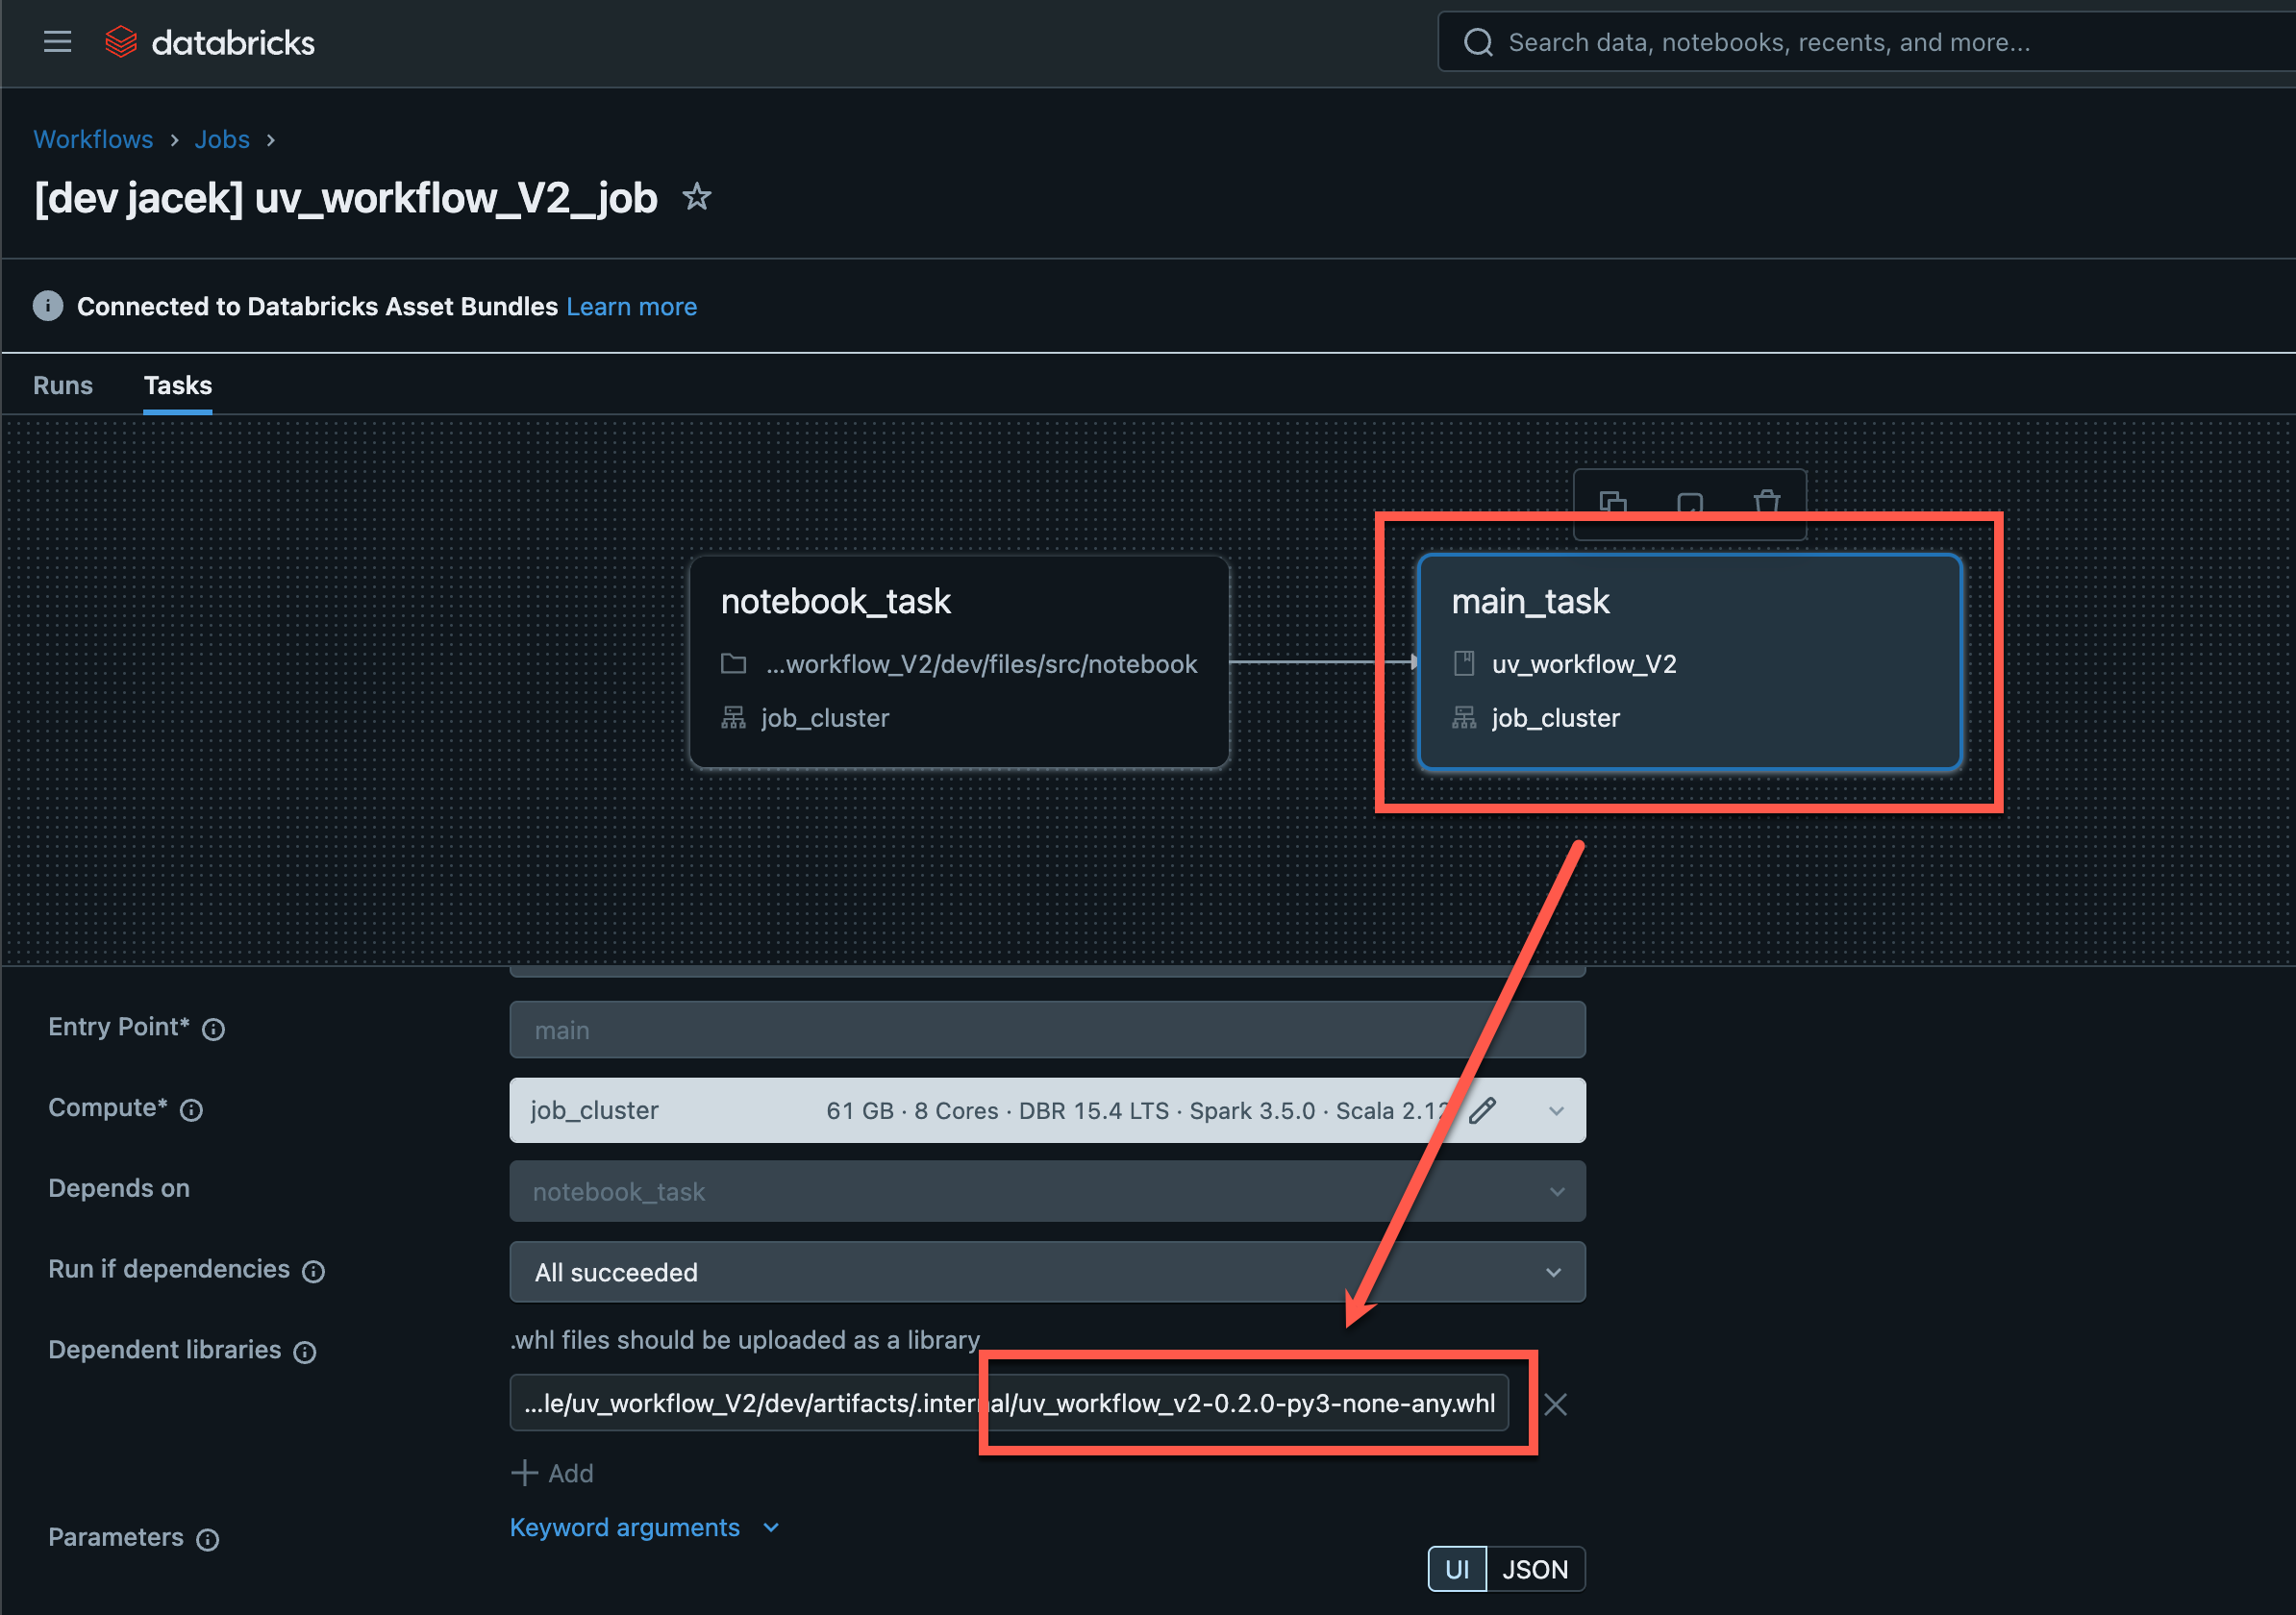 databricks
Search data, notebooks, recents, and more...
Workflows > Jobs >
[dev jacek] uv_workflow_V2_job
Connected to Databricks Asset Bundles Learn more
Runs Tasks
notebook_task
...workflow_V2/dev/files/src/notebook
job_cluster
main_task
uv_workflow_V2
job_cluster
Entry Point* main
Compute* job_cluster 61 GB · 8 Cores · DBR 15.4 LTS · Spark 3.5.0 · Scala 2.12
Depends on notebook_task
Run if dependencies All succeeded
Dependent libraries .whl files should be uploaded as a library
...le/uv_workflow_V2/dev/artifacts/.internal/uv_workflow_v2-0.2.0-py3-none-any.whl
+ Add
Parameters Keyword arguments
UI JSON